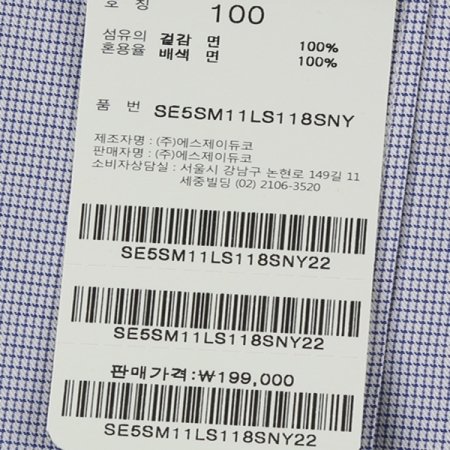 호 칭
100
섬유의 겉감 면 100%
혼용율 배색 면 100%
품 번 SE5SM11LS118SNY
제조자명 : (주)에스제이듀코
판매자명 : (주)에스제이듀코
소비자상담실 : 서울시 강남구 논현로 149길 11
세중빌딩 (02) 2106-3520
SE5SM11LS118SNY22
SE5SM11LS118SNY22
판매가격:₩199,000
SE5SM11LS118SNY22